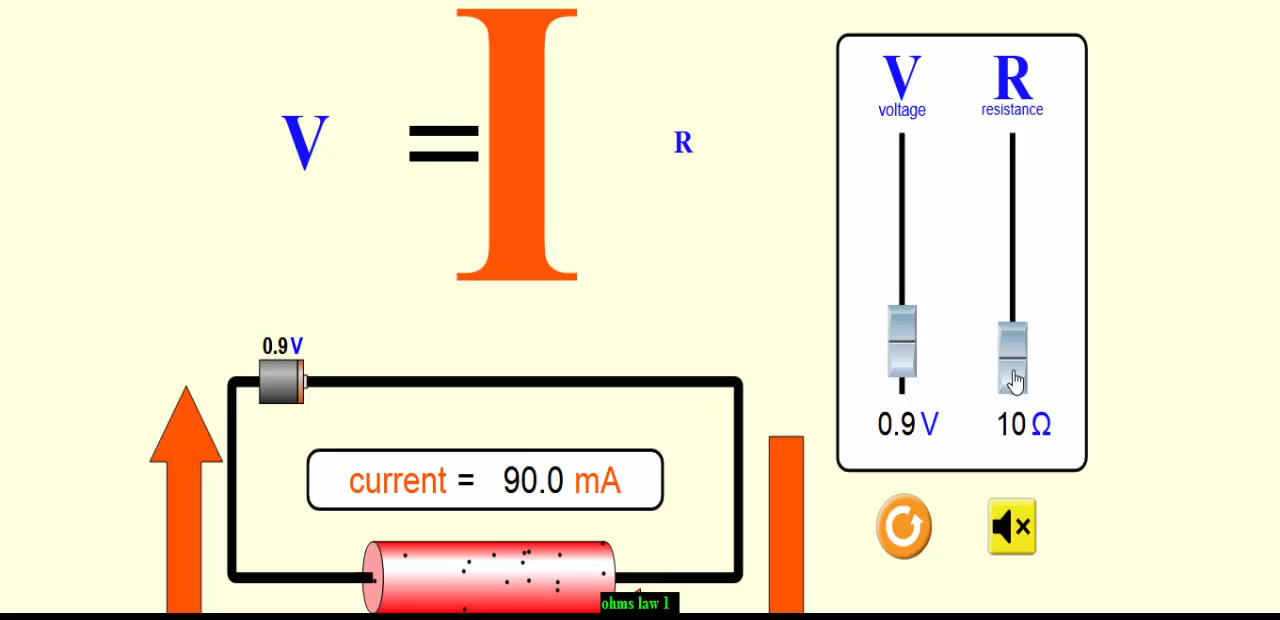 V = I R
V R
voltage resistance
0.9 V 10 Ω
0.9 V
current = 90.0 mA
ohms law 1